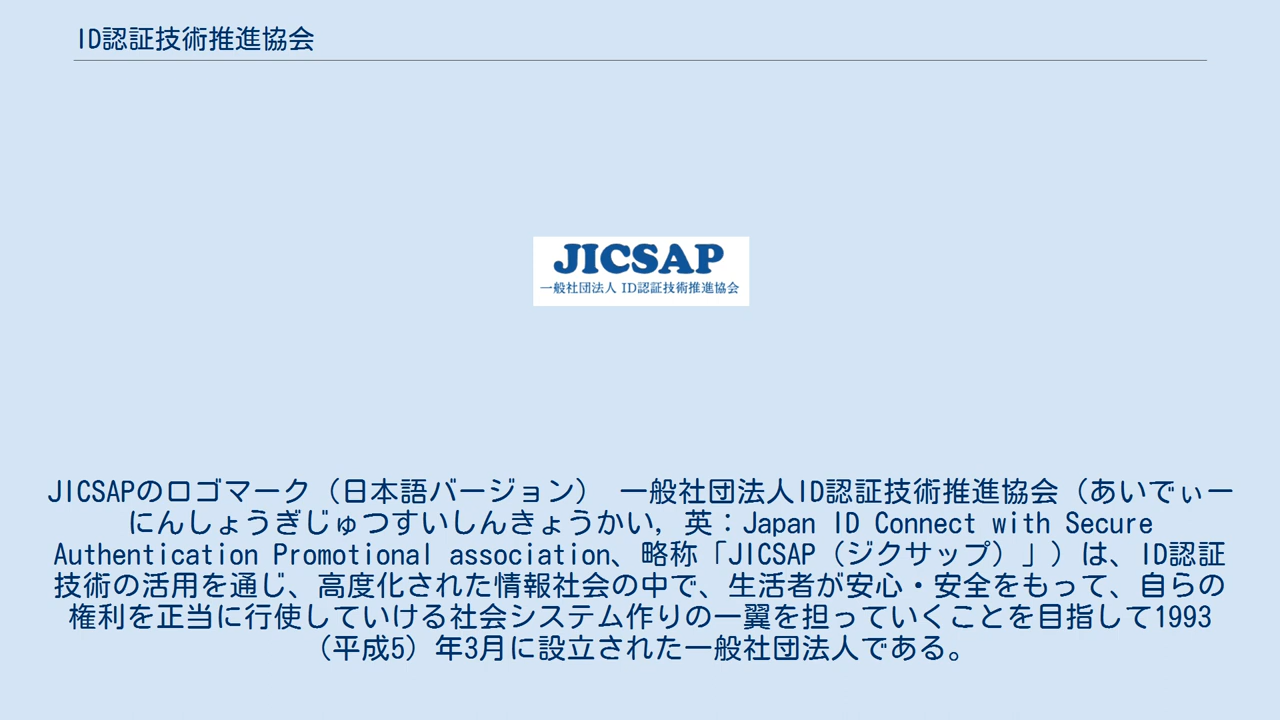 ID認証技術推進協会
JICSAP
一般社団法人 ID認証技術推進協会
JICSAPのロゴマーク（日本語バージョン） 一般社団法人ID認証技術推進協会（あいでぃー
にんしょうぎじゅつすいしんきょうかい, 英：Japan ID Connect with Secure
Authentication Promotional association、略称「JICSAP（ジクサップ）」）は、ID認証
技術の活用を通じ、高度化された情報社会の中で、生活者が安心・安全をもって、自らの
権利を正当に行使していける社会システム作りの一翼を担っていくことを目指して1993
（平成5）年3月に設立された一般社団法人である。